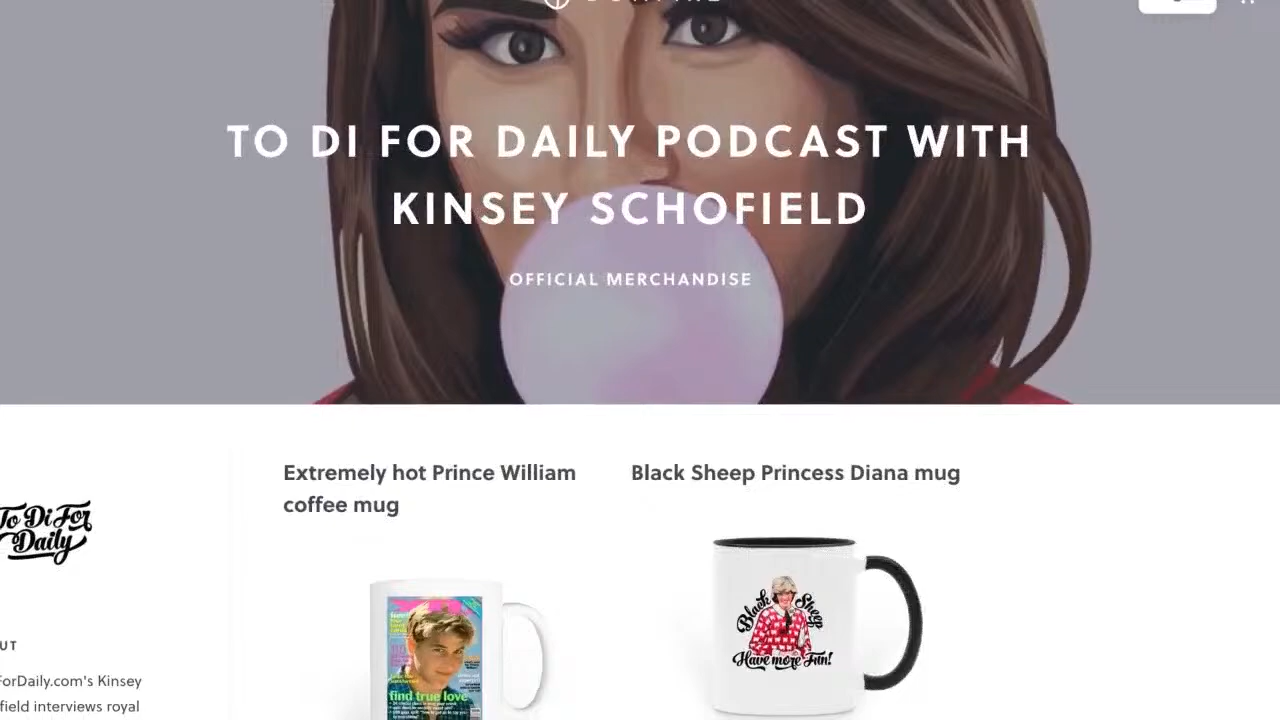 TO DI FOR DAILY PODCAST WITH
KINSEY SCHOFIELD
OFFICIAL MERCHANDISE
Extremely hot Prince William
coffee mug
Black Sheep Princess Diana mug
To Di For
Daily
Black Sheep
Have more Fun!
find true love
UT
ForDaily.com's Kinsey
field interviews royal